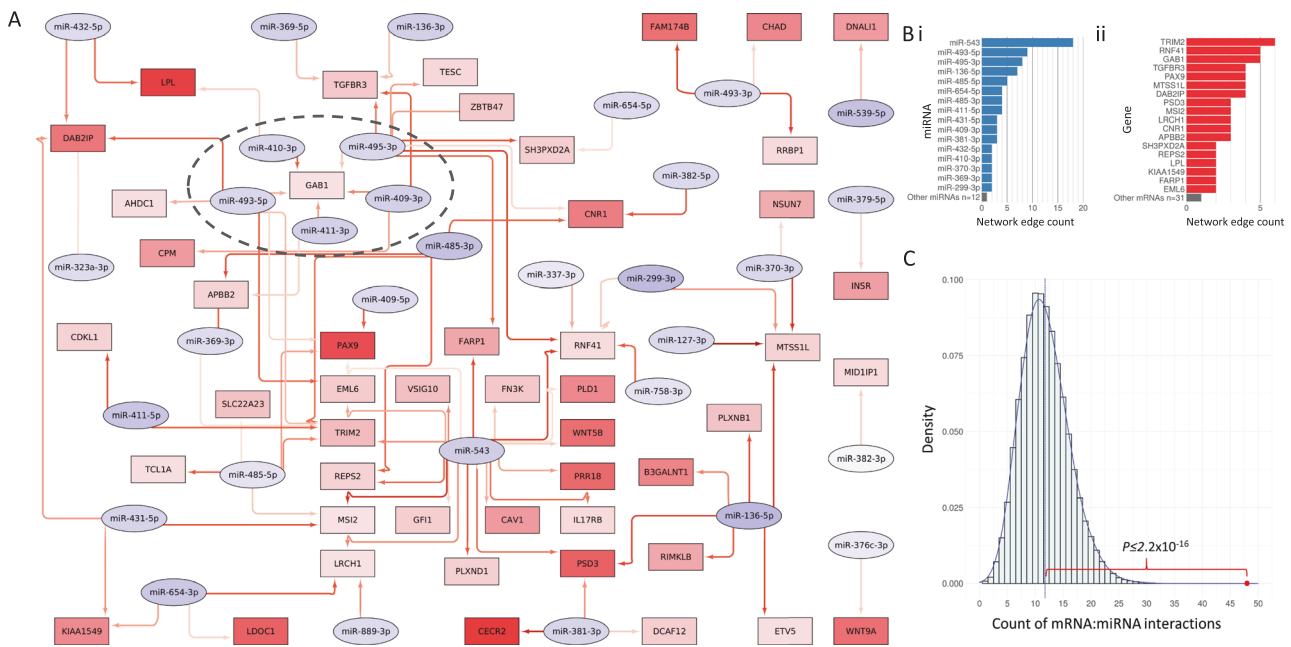 A
miR-432-5p
miR-369-5p
miR-136-3p
FAM174B
CHAD
DNALI1
LPL
TGFBR3
TESC
ZBTB47
miR-654-5p
miR-493-3p
miR-539-5p
DAB2IP
miR-410-3p
miR-495-3p
SH3PXD2A
RRBP1
GAB1
miR-382-5p
AHDC1
miR-493-5p
miR-409-3p
CNR1
NSUN7
miR-379-5p
miR-411-3p
CPM
miR-485-3p
miR-323a-3p
miR-337-3p
miR-299-3p
miR-370-3p
INSR
APBB2
miR-409-5p
CDKL1
miR-369-3p
PAX9
FARP1
RNF41
miR-127-3p
MTSS1L
SLC22A23
EML6
VSIG10
FN3K
PLD1
miR-758-3p
MID1IP1
miR-411-5p
TRIM2
WNT5B
PLXNB1
miR-543
TCL1A
miR-485-5p
REPS2
PRR18
B3GALNT1
miR-382-3p
miR-431-5p
MSI2
GFI1
CAV1
IL17RB
miR-136-5p
LRCH1
PLXND1
PSD3
RIMKLB
miR-376c-3p
miR-654-3p
KIAA1549
LDOC1
miR-889-3p
CECR2
miR-381-3p
DCAF12
ETV5
WNT9A
B i
miRNA
miR-543
miR-493-5p
miR-495-3p
miR-136-5p
miR-485-5p
miR-654-5p
miR-485-3p
miR-411-5p
miR-431-5p
miR-409-3p
miR-381-3p
miR-432-5p
miR-410-3p
miR-370-3p
miR-369-3p
miR-299-3p
Other miRNAs n=12
0 5 10 15 20
Network edge count
ii
Gene
TRIM2
RNF41
GAB1
TGFBR3
PAX9
MTSS1L
DAB2IP
PSD3
MSI2
LRCH1
CNR1
APBB2
SH3PXD2A
REPS2
LPL
KIAA1549
FARP1
EML6
Other mRNAs n=31
0 2 4 6
Network edge count
C
Density
0.100
0.075
0.050
0.025
0.000
P≤2.2x10⁻¹⁶
0 5 10 15 20 25 30 35 40 45 50
Count of mRNA:miRNA interactions